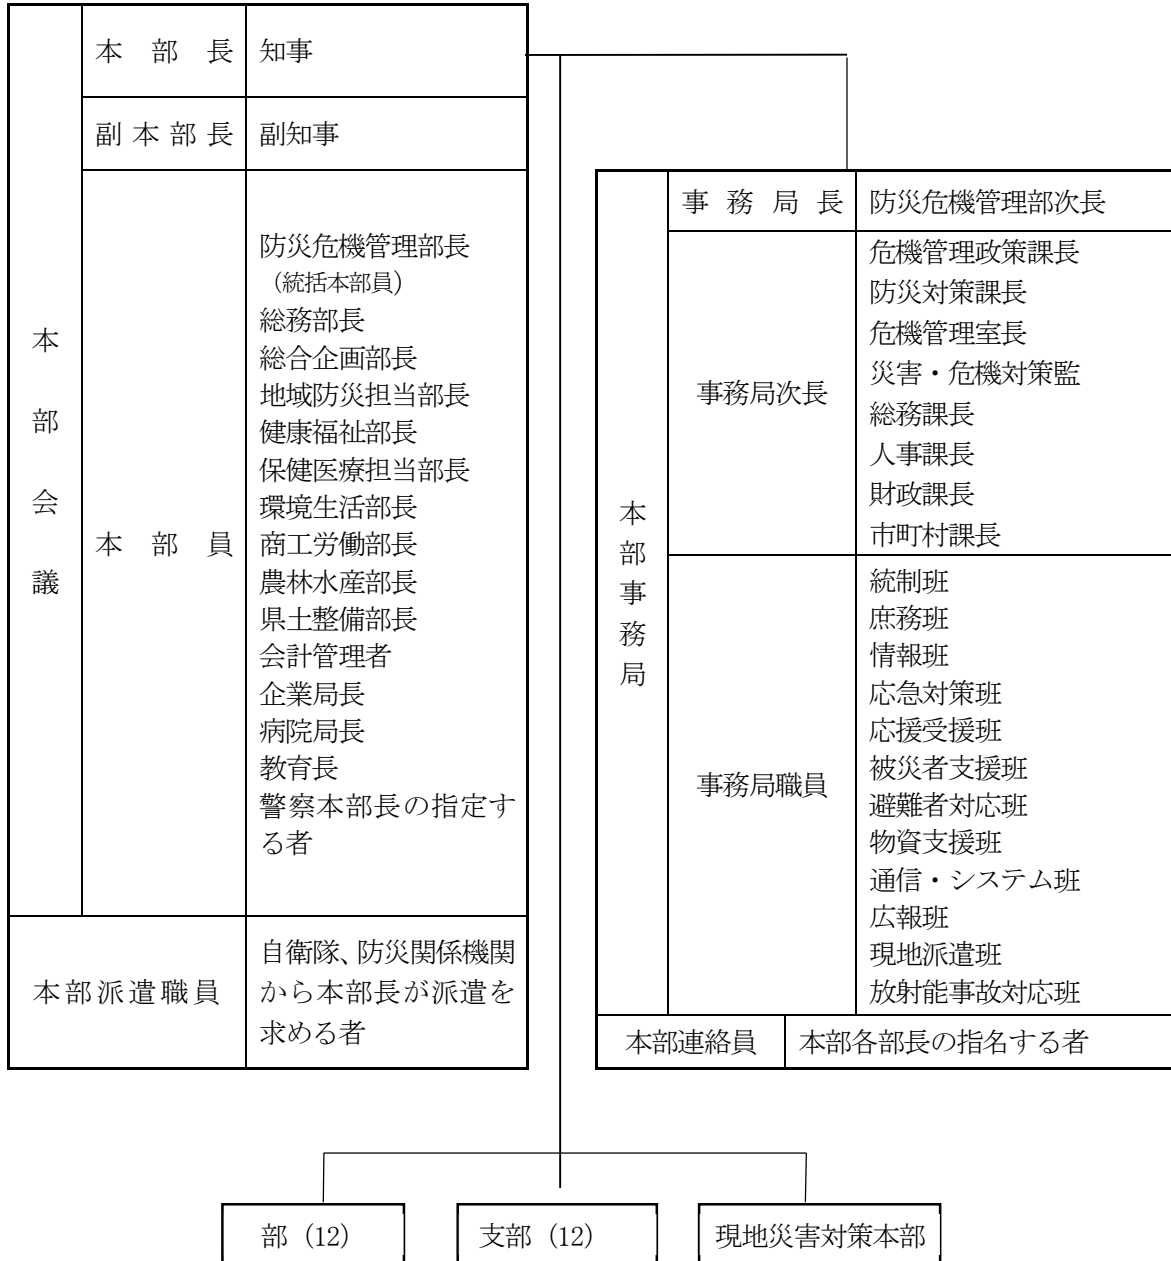 本部会議
本部長
知事
副本部長
副知事
本部員
防災危機管理部長
（統括本部員）
総務部長
総合企画部長
地域防災担当部長
健康福祉部長
保健医療担当部長
環境生活部長
商工労働部長
農林水産部長
県土整備部長
会計管理者
企業局長
病院局長
教育長
警察本部長の指定す
る者
本部派遣職員
自衛隊、防災関係機関
から本部長が派遣を
求める者
本部事務局
事務局長
防災危機管理部次長
事務局次長
危機管理政策課長
防災対策課長
危機管理室長
災害・危機対策監
総務課長
人事課長
財政課長
市町村課長
事務局職員
統制班
庶務班
情報班
応急対策班
応援受援班
被災者支援班
避難者対応班
物資支援班
通信・システム班
広報班
現地派遣班
放射能事故対応班
本部連絡員
本部各部長の指名する者
部（12）
支部（12）
現地災害対策本部